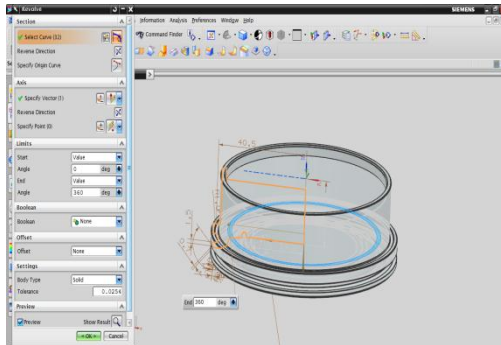 Revolve
Section
Select Curve (32)
Reverse Direction
Specify Origin Curve
Axis
Specify Vector (1)
Reverse Direction
Specify Point (0)
Limits
Start Value
Angle 0 deg
End Value
Angle 360 deg
Boolean
Boolean None
Offset
Offset None
Settings
Body Type Solid
Tolerance 0.0254
Preview
Preview Show Result
< OK > Cancel
SIEMENS
Information Analysis Preferences Window Help
Command Finder
40,5
End 360